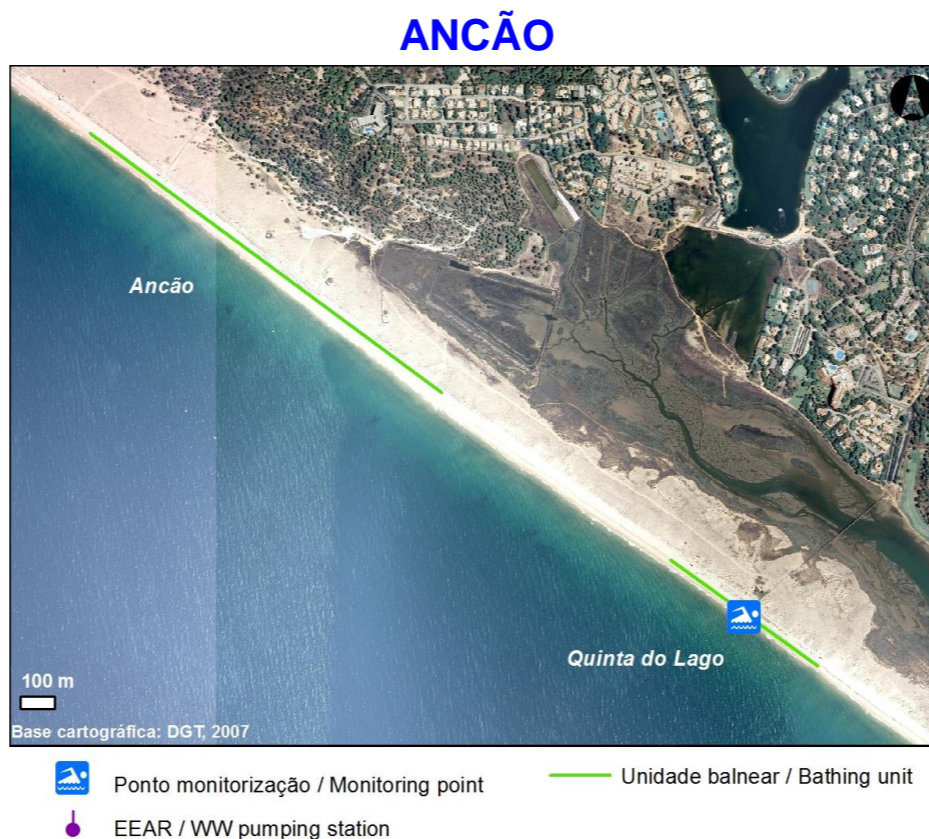 ANCÃO
Ancão
Quinta do Lago
100 m
Base cartográfica: DGT, 2007
Ponto monitorização / Monitoring point
Unidade balnear / Bathing unit
EEAR / WW pumping station